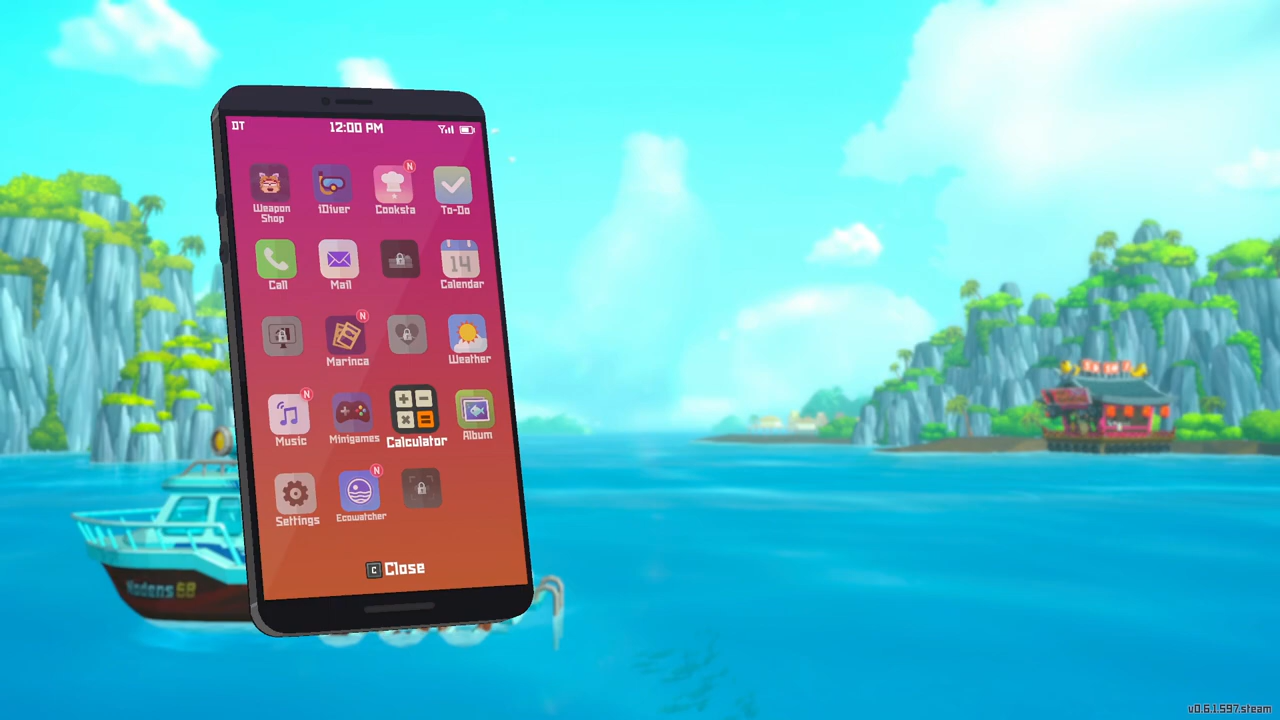 DT
12:00 PM
N
Weapon Shop
iDiver
Cooksta
To-Do
14
Call
Mail
Calendar
N
Marinca
Weather
N
Music
Minigames
Calculator
Album
N
Settings
Ecowatcher
C Close
Nodens 68
v0.6.1.597.steam